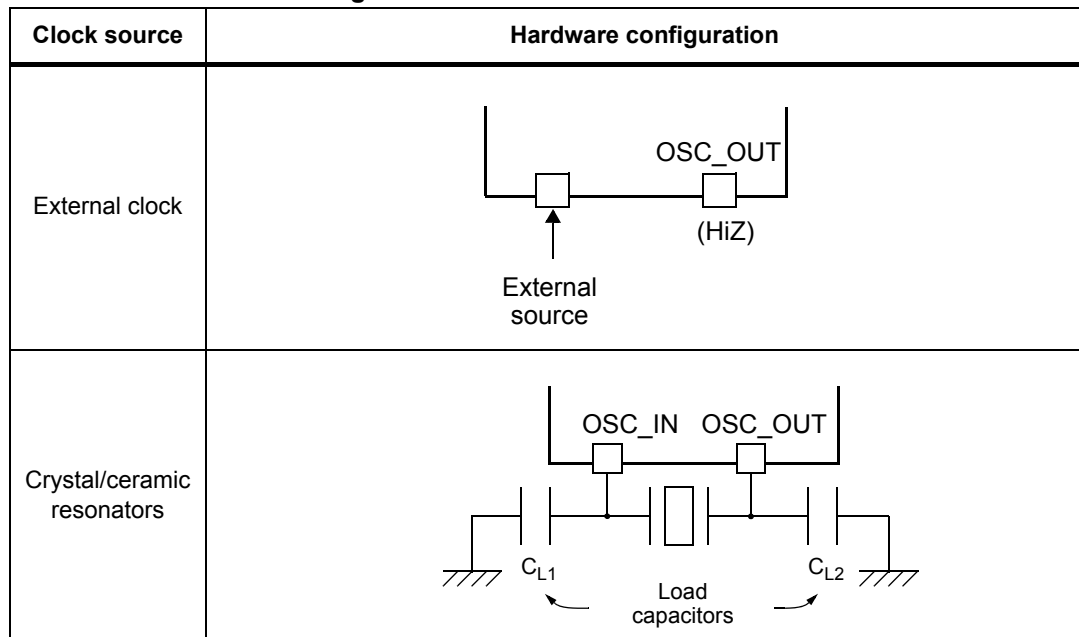 Clock source
Hardware configuration
External clock
OSC_OUT
(HiZ)
External
source
Crystal/ceramic
resonators
OSC_IN OSC_OUT
CL1
CL2
Load
capacitors